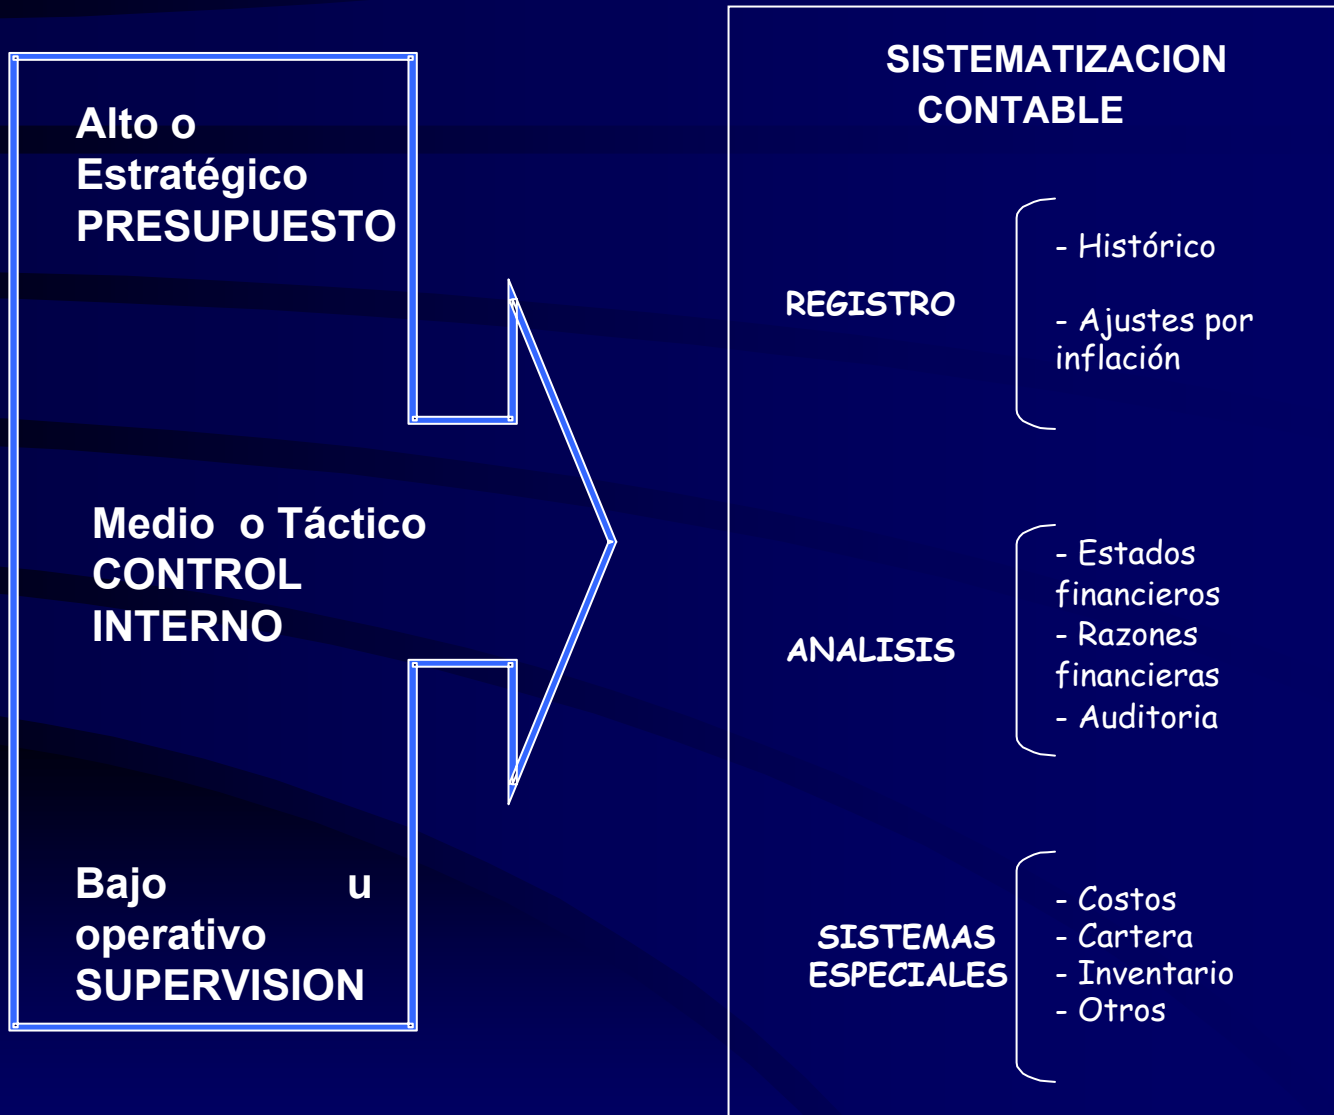 Alto o
Estratégico
PRESUPUESTO
Medio o Táctico
CONTROL
INTERNO
Bajo u
operativo
SUPERVISION
SISTEMATIZACION
CONTABLE
REGISTRO
- Histórico
- Ajustes por
inflación
ANALISIS
- Estados
financieros
- Razones
financieras
- Auditoria
SISTEMAS
ESPECIALES
- Costos
- Cartera
- Inventario
- Otros